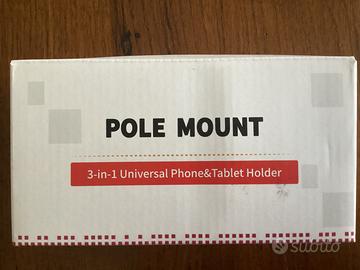 POLE MOUNT
3-in-1 Universal Phone&Tablet Holder
subito